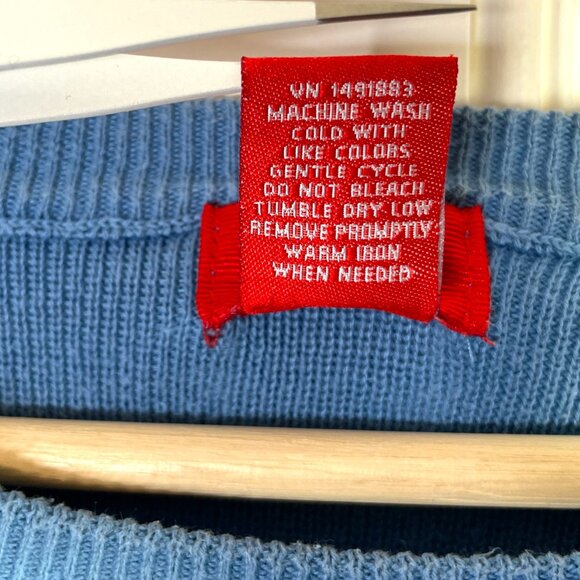 VN 1491883
MACHINE WASH
COLD WITH
LIKE COLORS
GENTLE CYCLE
DO NOT BLEACH
TUMBLE DRY LOW
REMOVE PROMPTLY
WARM IRON
WHEN NEEDED